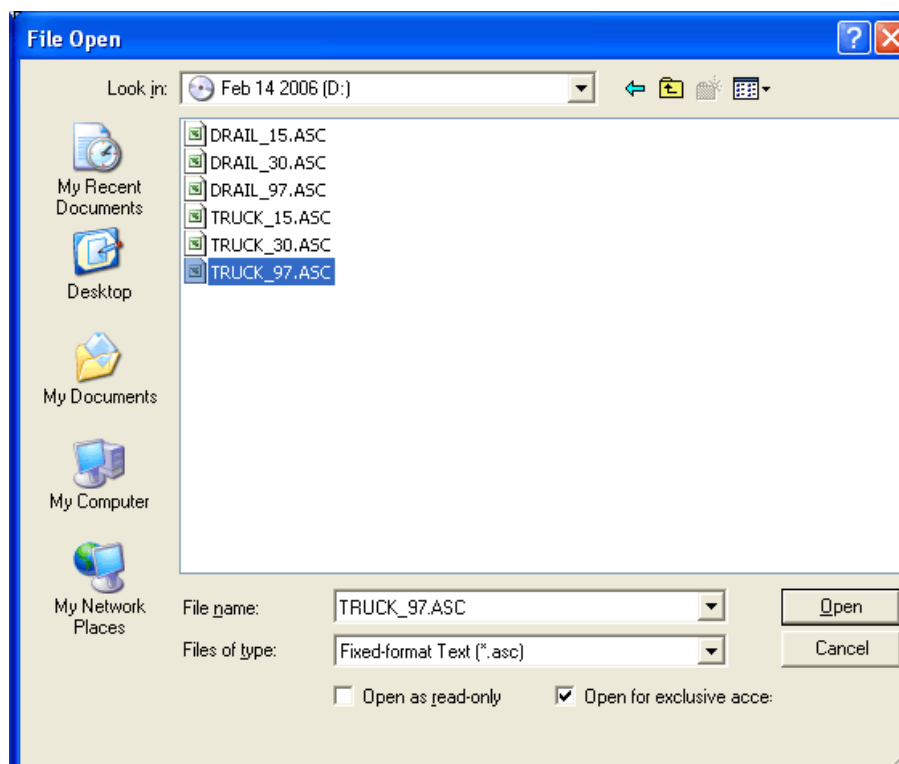 File Open
Look in: Feb 14 2006 (D:)
DRAIL_15.ASC
DRAIL_30.ASC
DRAIL_97.ASC
TRUCK_15.ASC
TRUCK_30.ASC
TRUCK_97.ASC
My Recent
Documents
Desktop
My Documents
My Computer
My Network
Places
File name: TRUCK_97.ASC Open
Files of type: Fixed-format Text (*.asc) Cancel
Open as read-only Open for exclusive acce